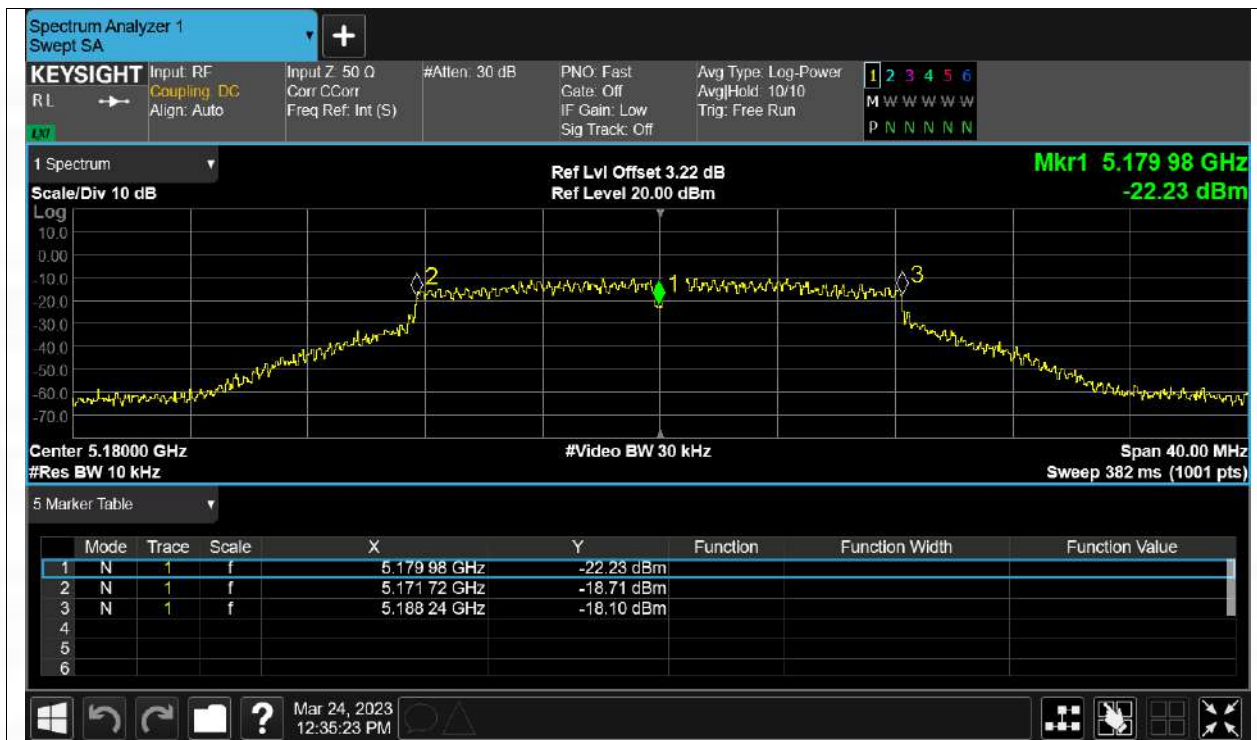 Spectrum Analyzer 1
Swept SA
+
KEYSIGHT
RL
LXI
Input: RF
Coupling: DC
Align: Auto
Input Z: 50 Ω
Corr CCorr
Freq Ref: Int (S)
#Atten: 30 dB
PNO: Fast
Gate: Off
IF Gain: Low
Sig Track: Off
Avg Type: Log-Power
Avg|Hold: 10/10
Trig: Free Run
1 2 3 4 5 6
M W W W W W
P N N N N N
1 Spectrum
Scale/Div 10 dB
Ref Lvl Offset 3.22 dB
Ref Level 20.00 dBm
Mkr1 5.179 98 GHz
-22.23 dBm
Log
10.0
0.00
-10.0
-20.0
-30.0
-40.0
-50.0
-60.0
-70.0
2
1
3
Center 5.18000 GHz
#Video BW 30 kHz
Span 40.00 MHz
#Res BW 10 kHz
Sweep 382 ms (1001 pts)
5 Marker Table
Mode Trace Scale X Y Function Function Width Function Value
1 N 1 f 5.179 98 GHz -22.23 dBm
2 N 1 f 5.171 72 GHz -18.71 dBm
3 N 1 f 5.188 24 GHz -18.10 dBm
4
5
6
?
Mar 24, 2023
12:35:23 PM